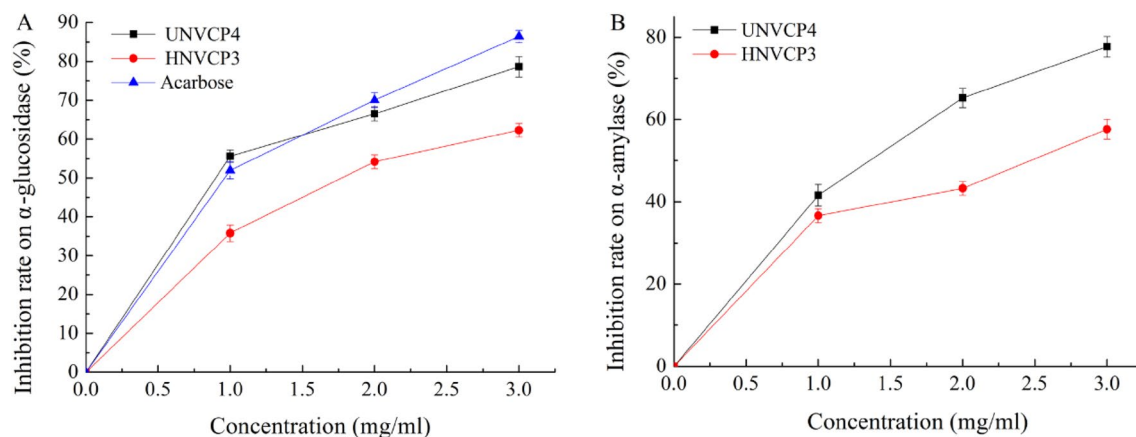 A
UNVCP4
HNVCP3
Acarbose
Inhibition rate on α-glucosidase (%)
90
80
70
60
50
40
30
20
10
0
0.0 0.5 1.0 1.5 2.0 2.5 3.0
Concentration (mg/ml)
B
UNVCP4
HNVCP3
Inhibition rate on α-amylase (%)
80
60
40
20
0
0.0 0.5 1.0 1.5 2.0 2.5 3.0
Concentration (mg/ml)